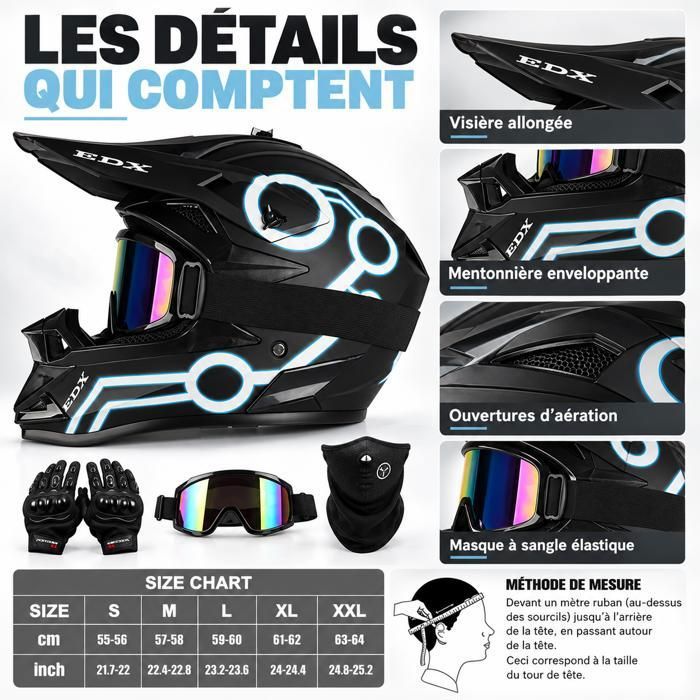 LES DÉTAILS
QUI COMPTENT
EDX
EDX
EDX
Visière allongée
EDX
Mentonnière enveloppante
Ouvertures d'aération
Masque à sangle élastique
SIZE CHART
SIZE S M L XL XXL
cm 55-56 57-58 59-60 61-62 63-64
inch 21.7-22 22.4-22.8 23.2-23.6 24-24.4 24.8-25.2
MÉTHODE DE MESURE
Devant un mètre ruban (au-dessus
des sourcils) jusqu'à l'arrière
de la tête, en passant autour
de la tête.
Ceci correspond à la taille
du tour de tête.